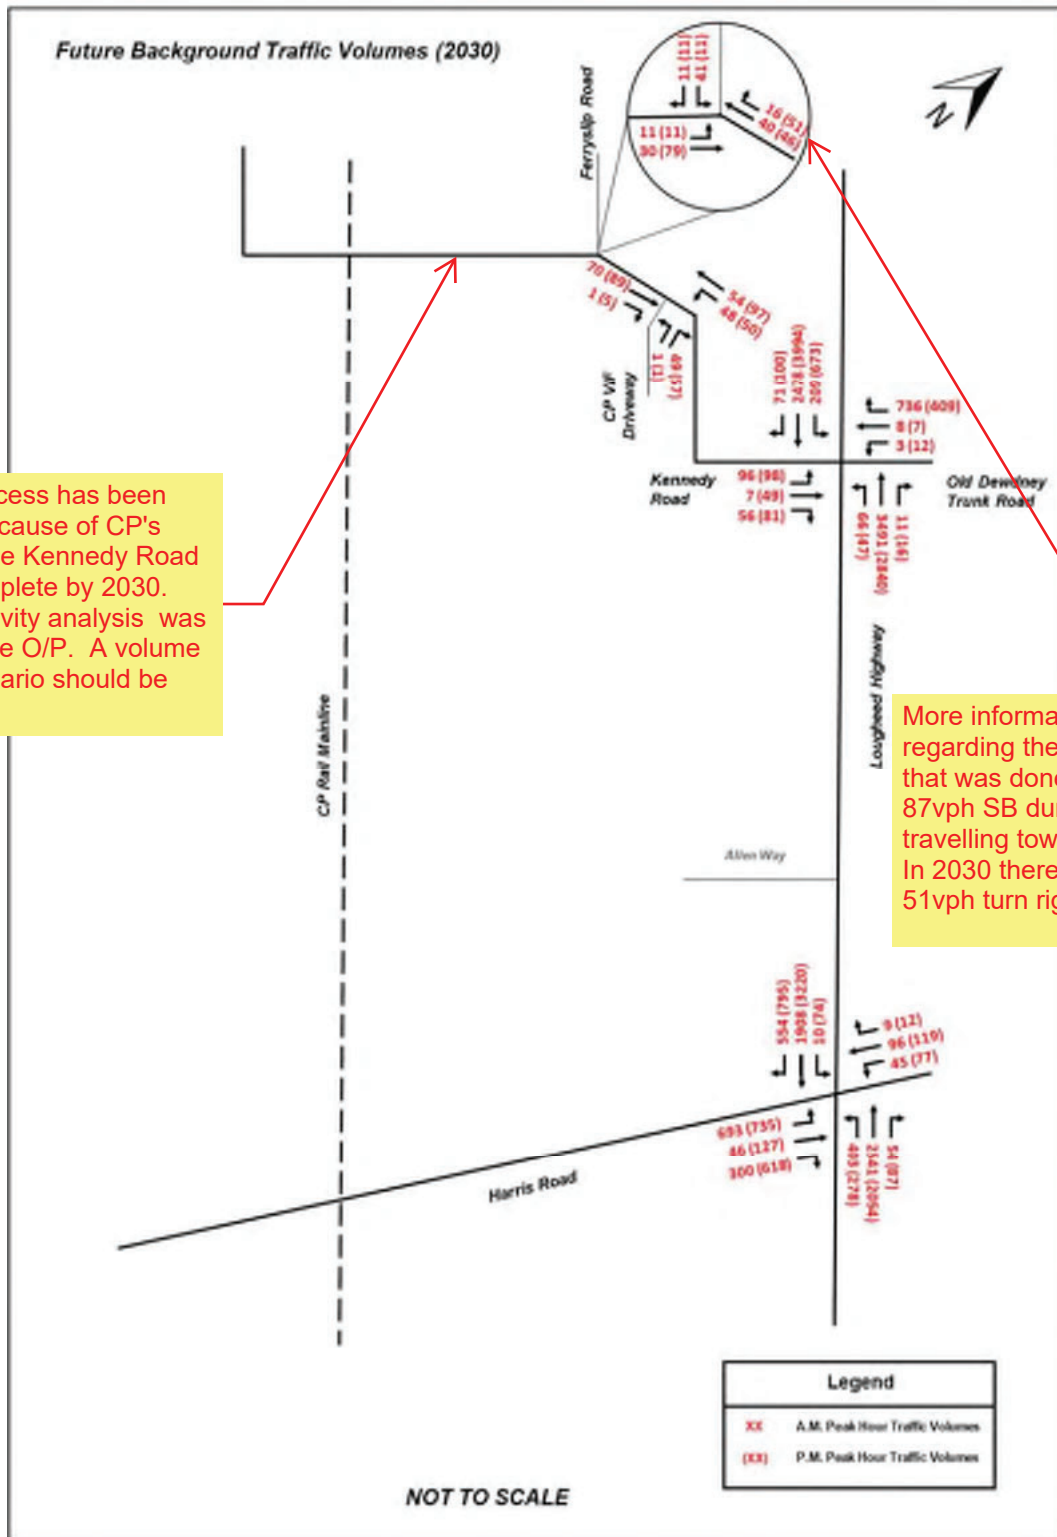 Future Background Traffic Volumes (2030)
Ferryslip Road
11 (11)
41 (11)
16 (51)
40 (46)
11 (11)
30 (79)
N
70 (89)
1 (5)
54 (97)
48 (50)
1 (1)
49 (57)
CP VIF
Driveway
71 (100)
2478 (3994)
209 (673)
736 (409)
8 (7)
3 (12)
Kennedy
Road
96 (98)
7 (49)
56 (81)
Old Dewdney
Trunk Road
66 (47)
3491 (2840)
11 (16)
cess has been
cause of CP's
e Kennedy Road
plete by 2030.
vity analysis was
e O/P. A volume
ario should be
CP Rail Mainline
Lougheed Highway
More informa
regarding the
that was done
87vph SB du
travelling tow
In 2030 there
51vph turn rig
Allen Way
554 (795)
1908 (3220)
10 (74)
9 (12)
96 (119)
45 (77)
693 (735)
46 (127)
300 (618)
403 (278)
2541 (2054)
54 (87)
Harris Road
Legend
XX A.M. Peak Hour Traffic Volumes
(XX) P.M. Peak Hour Traffic Volumes
NOT TO SCALE